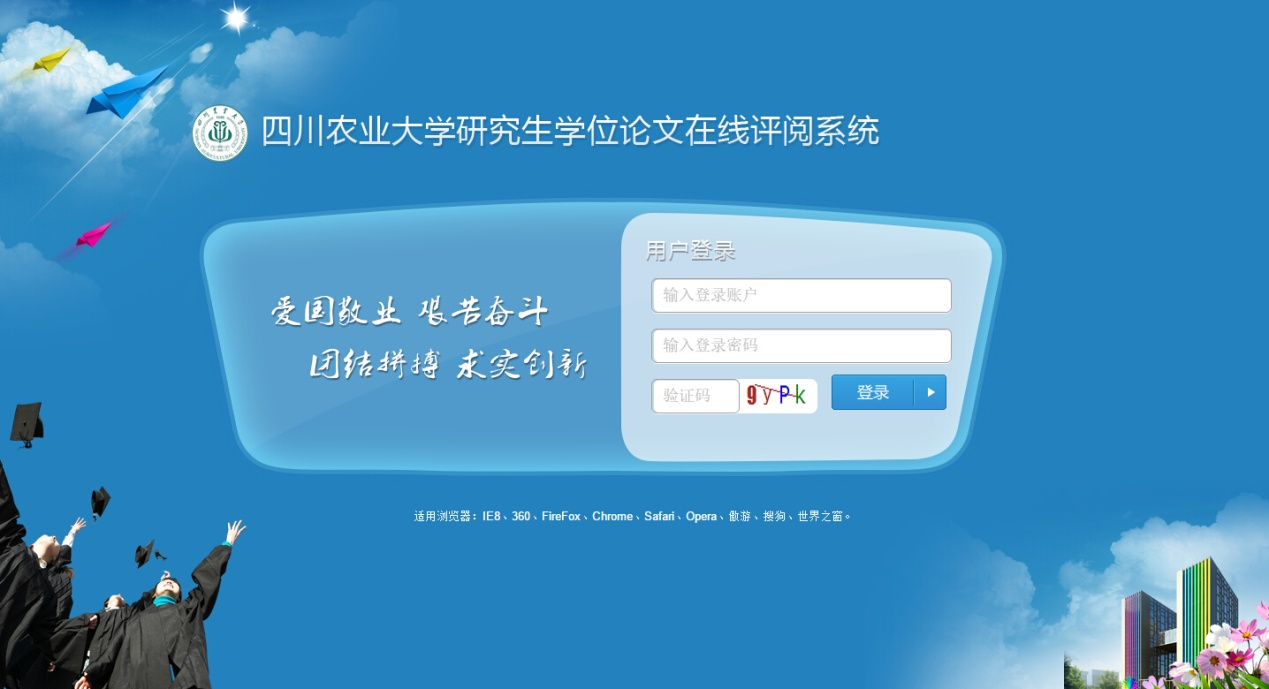 四川农业大学研究生学位论文在线评阅系统
用户登录
输入登录账户
爱国敬业 艰苦奋斗
输入登录密码
团结拼搏 求实创新
验证码 9yPk 登录
适用浏览器：IE8、360、FireFox、Chrome、Safari、Opera、傲游、搜狗、世界之窗。